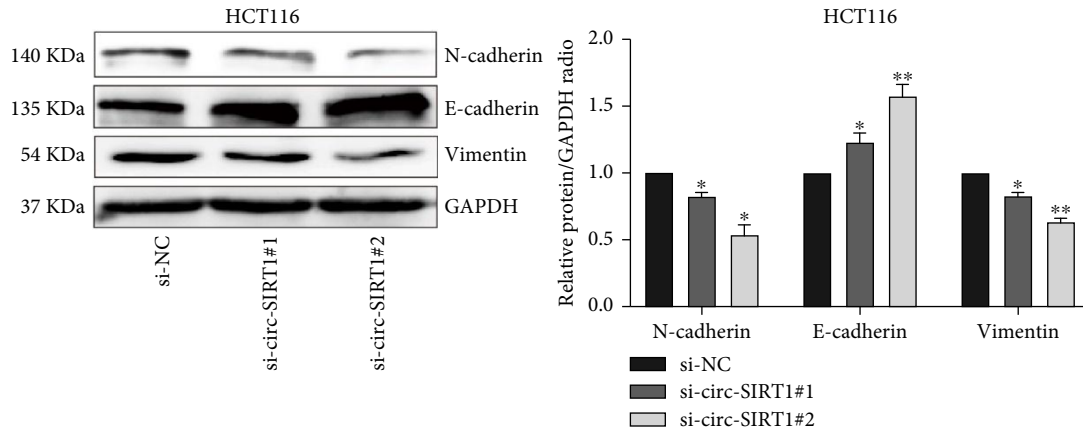 HCT116
140 KDa
N-cadherin
135 KDa
E-cadherin
54 KDa
Vimentin
37 KDa
GAPDH
si-NC
si-circ-SIRT1#1
si-circ-SIRT1#2
HCT116
Relative protein/GAPDH radio
2.0
1.5
1.0
0.5
0.0
*
*
*
**
*
**
N-cadherin
E-cadherin
Vimentin
si-NC
si-circ-SIRT1#1
si-circ-SIRT1#2